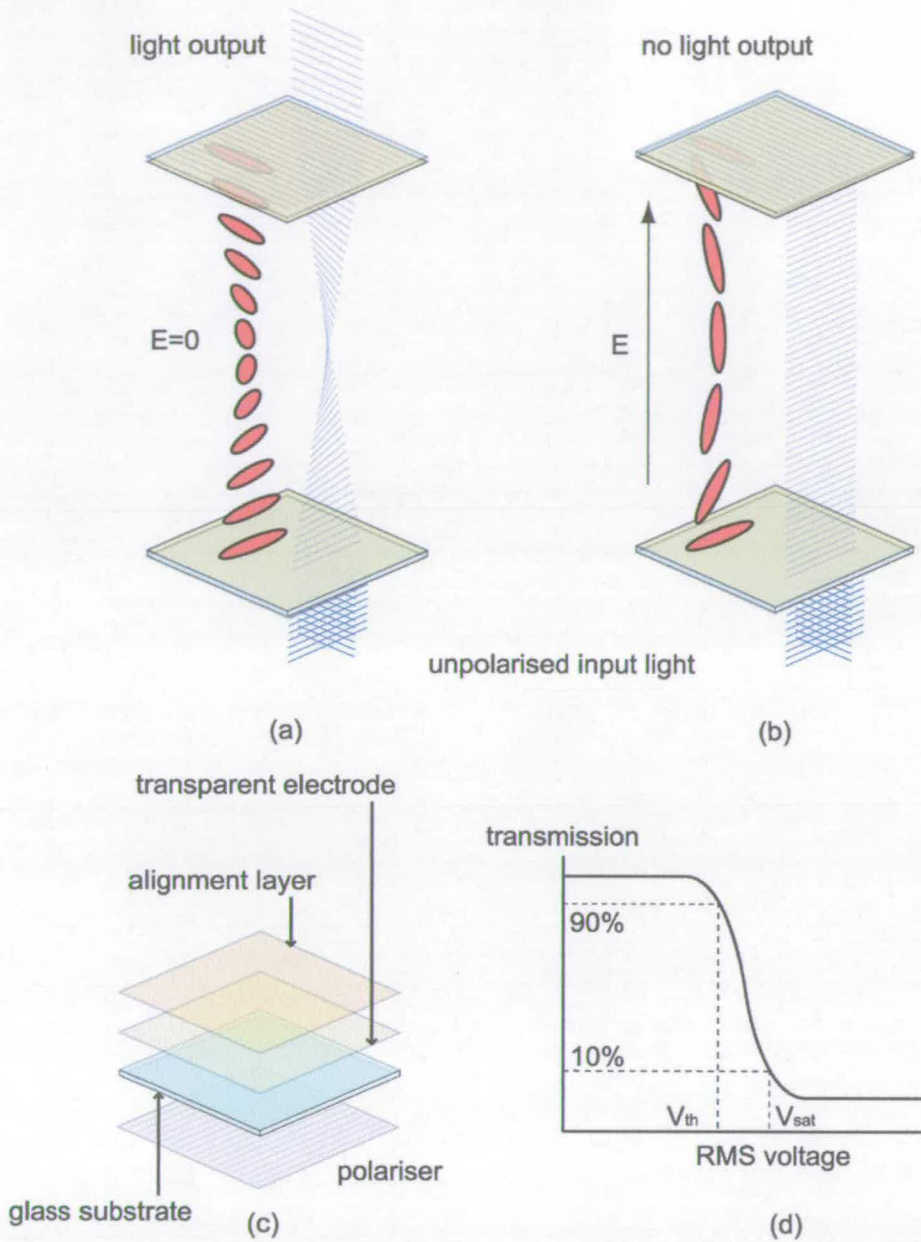 light output
no light output
E=0
E
unpolarised input light
(a)
(b)
transparent electrode
alignment layer
polariser
glass substrate
(c)
transmission
90%
10%
Vth
Vsat
RMS voltage
(d)